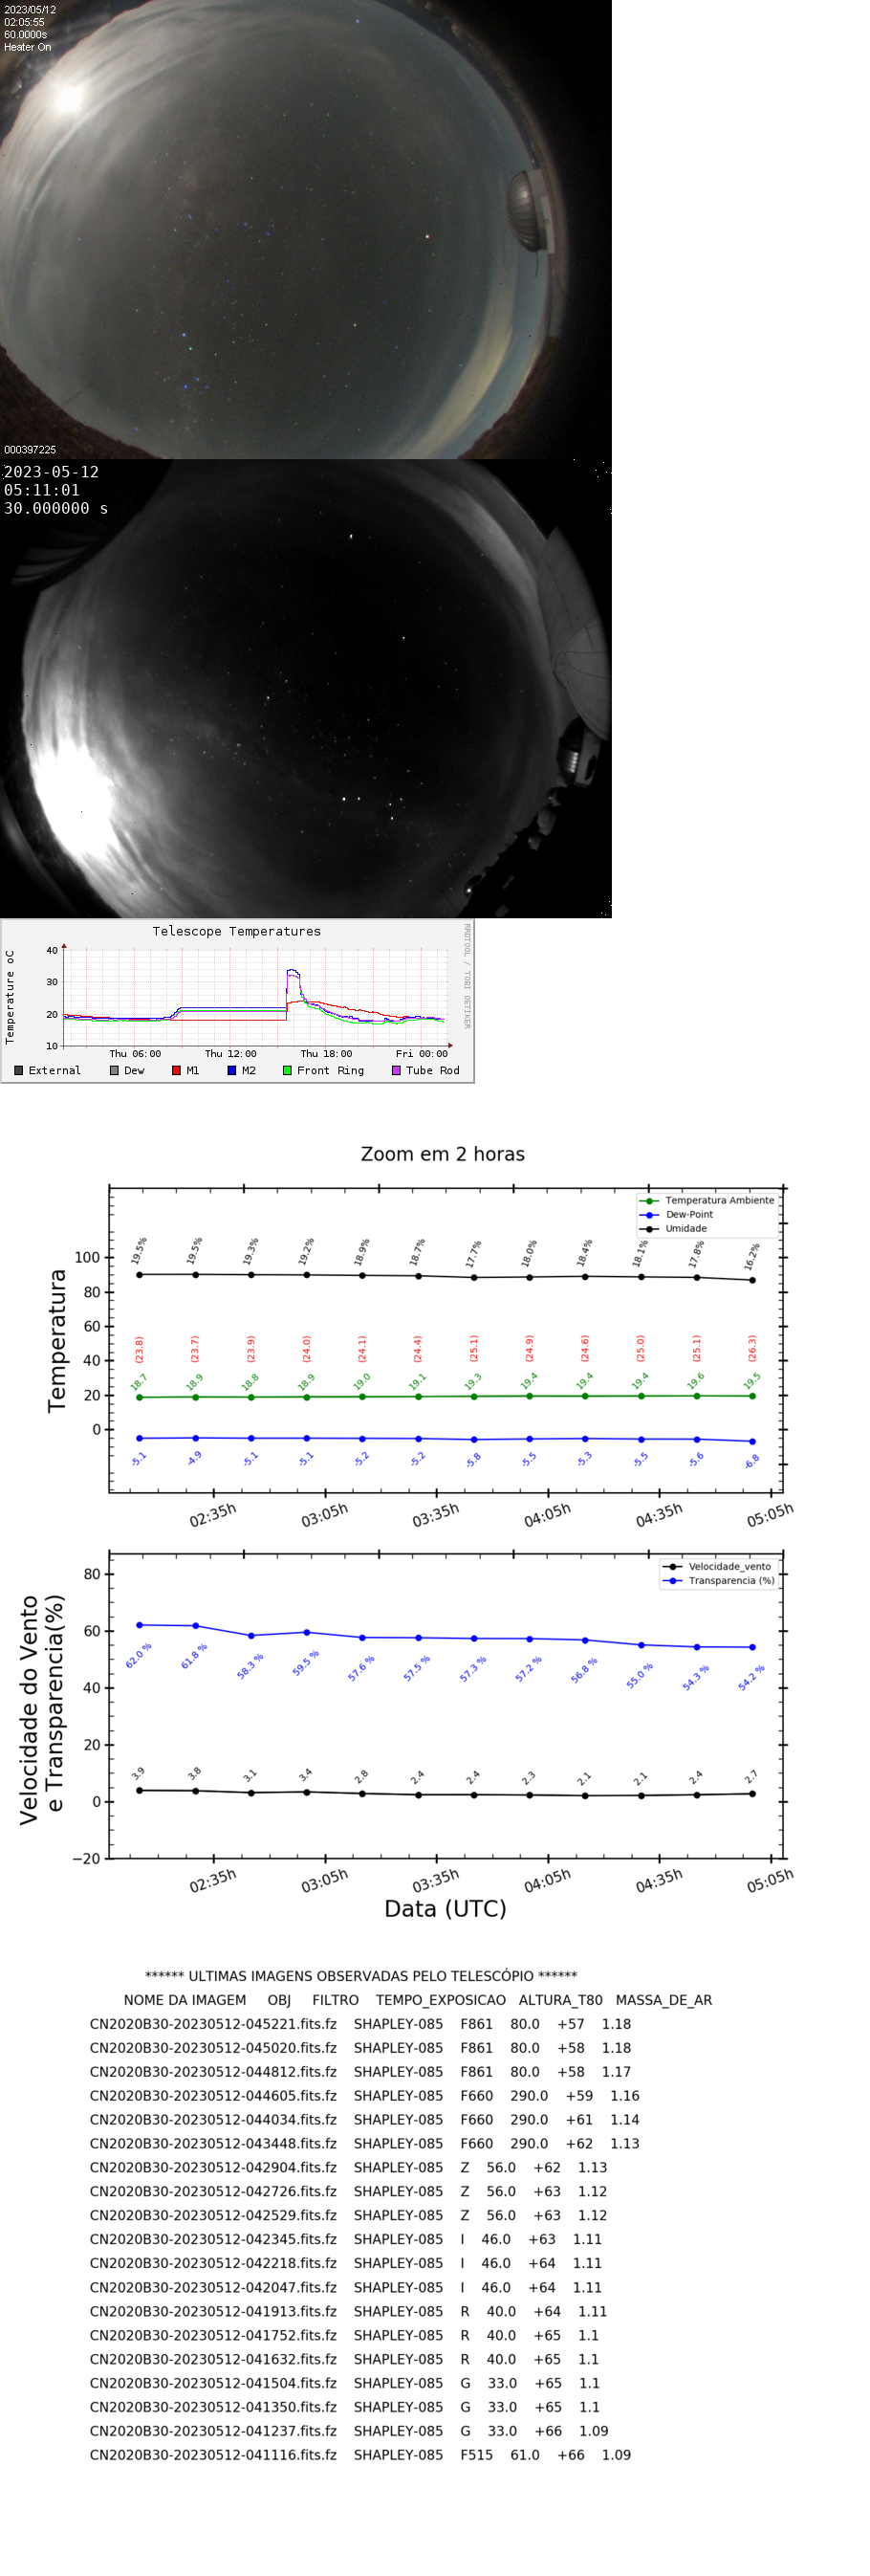 2023/05/12
02:05:55
60.0000s
Heater On
000397225
2023-05-12
05:11:01
30.000000 s
Telescope Temperatures
RRDTOOL / TOBI OETIKER
Temperature oC
40
30
20
10
Thu 06:00 Thu 12:00 Thu 18:00 Fri 00:00
External Dew M1 M2 Front Ring Tube Rod
Zoom em 2 horas
Temperatura Ambiente
Dew-Point
Umidade
Temperatura
100
80
60
40
20
0
19.5% 19.5% 19.3% 19.2% 18.9% 18.7% 17.7% 18.0% 18.4% 18.1% 17.8% 16.2%
(23.8) (23.7) (23.9) (24.0) (24.1) (24.4) (25.1) (24.9) (24.6) (25.0) (25.1) (26.3)
18.7 18.9 18.8 18.9 19.0 19.1 19.3 19.4 19.4 19.4 19.6 19.5
-5.1 -4.9 -5.1 -5.1 -5.2 -5.2 -5.8 -5.5 -5.3 -5.5 -5.6 -6.8
02:35h 03:05h 03:35h 04:05h 04:35h 05:05h
Velocidade_vento
Transparencia (%)
Velocidade do Vento
e Transparencia(%)
80
60
40
20
0
−20
62.0 % 61.8 % 58.3 % 59.5 % 57.6 % 57.5 % 57.3 % 57.2 % 56.8 % 55.0 % 54.3 % 54.2 %
3.9 3.8 3.1 3.4 2.8 2.4 2.4 2.3 2.1 2.1 2.4 2.7
02:35h 03:05h 03:35h 04:05h 04:35h 05:05h
Data (UTC)
****** ULTIMAS IMAGENS OBSERVADAS PELO TELESCÓPIO ******
NOME DA IMAGEM OBJ FILTRO TEMPO_EXPOSICAO ALTURA_T80 MASSA_DE_AR
CN2020B30-20230512-045221.fits.fz SHAPLEY-085 F861 80.0 +57 1.18
CN2020B30-20230512-045020.fits.fz SHAPLEY-085 F861 80.0 +58 1.18
CN2020B30-20230512-044812.fits.fz SHAPLEY-085 F861 80.0 +58 1.17
CN2020B30-20230512-044605.fits.fz SHAPLEY-085 F660 290.0 +59 1.16
CN2020B30-20230512-044034.fits.fz SHAPLEY-085 F660 290.0 +61 1.14
CN2020B30-20230512-043448.fits.fz SHAPLEY-085 F660 290.0 +62 1.13
CN2020B30-20230512-042904.fits.fz SHAPLEY-085 Z 56.0 +62 1.13
CN2020B30-20230512-042726.fits.fz SHAPLEY-085 Z 56.0 +63 1.12
CN2020B30-20230512-042529.fits.fz SHAPLEY-085 Z 56.0 +63 1.12
CN2020B30-20230512-042345.fits.fz SHAPLEY-085 I 46.0 +63 1.11
CN2020B30-20230512-042218.fits.fz SHAPLEY-085 I 46.0 +64 1.11
CN2020B30-20230512-042047.fits.fz SHAPLEY-085 I 46.0 +64 1.11
CN2020B30-20230512-041913.fits.fz SHAPLEY-085 R 40.0 +64 1.11
CN2020B30-20230512-041752.fits.fz SHAPLEY-085 R 40.0 +65 1.1
CN2020B30-20230512-041632.fits.fz SHAPLEY-085 R 40.0 +65 1.1
CN2020B30-20230512-041504.fits.fz SHAPLEY-085 G 33.0 +65 1.1
CN2020B30-20230512-041350.fits.fz SHAPLEY-085 G 33.0 +65 1.1
CN2020B30-20230512-041237.fits.fz SHAPLEY-085 G 33.0 +66 1.09
CN2020B30-20230512-041116.fits.fz SHAPLEY-085 F515 61.0 +66 1.09